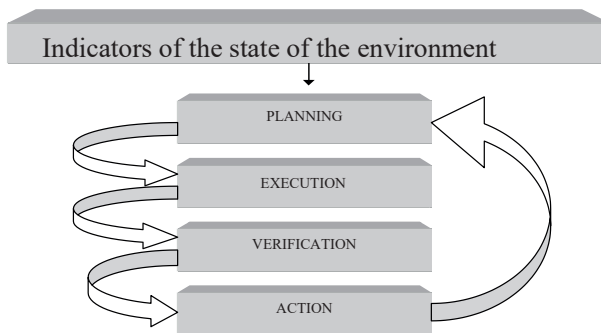 Indicators of the state of the environment
PLANNING
EXECUTION
VERIFICATION
ACTION